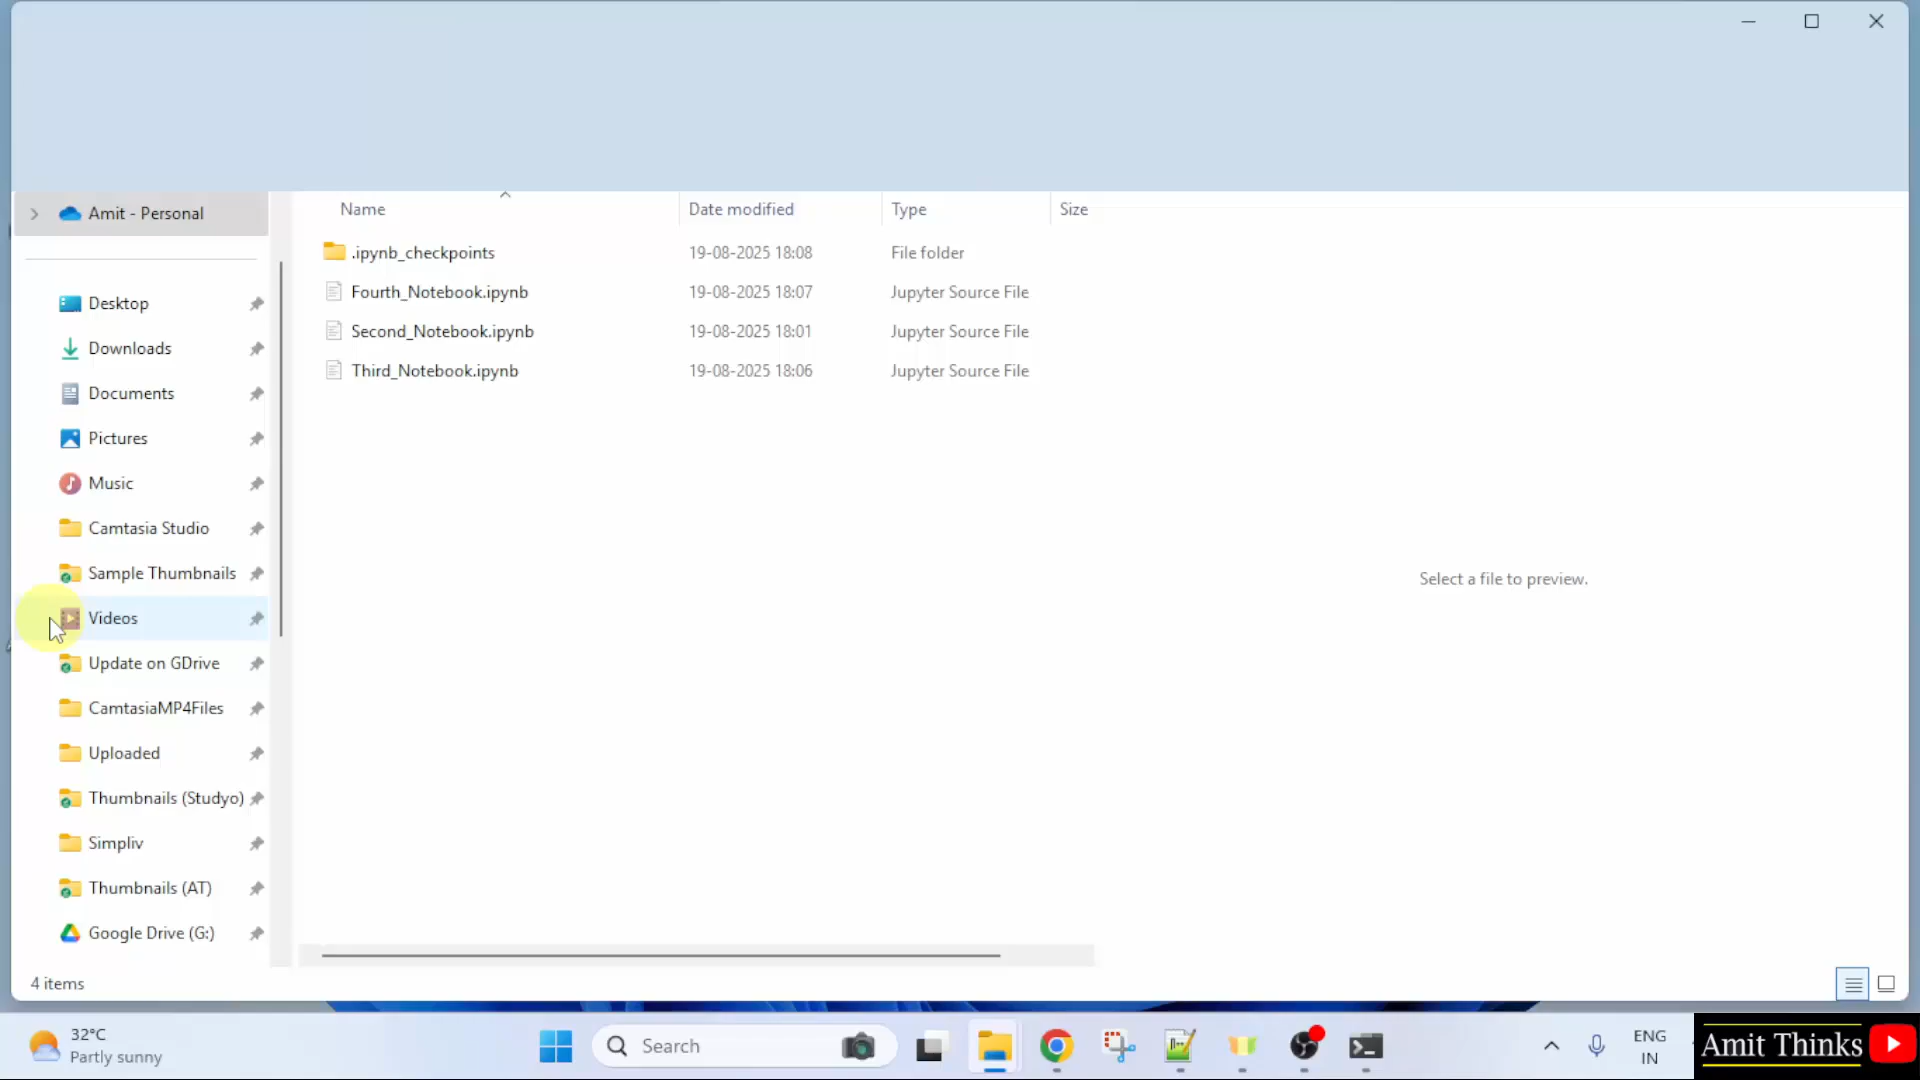 Amit - Personal
Name
Date modified
Type
Size
.ipynb_checkpoints
19-08-2025 18:08
File folder
Fourth_Notebook.ipynb
19-08-2025 18:07
Jupyter Source File
Second_Notebook.ipynb
19-08-2025 18:01
Jupyter Source File
Third_Notebook.ipynb
19-08-2025 18:06
Jupyter Source File
Desktop
Downloads
Documents
Pictures
Music
Camtasia Studio
Sample Thumbnails
Videos
Update on GDrive
CamtasiaMP4Files
Uploaded
Thumbnails (Studyo)
Simpliv
Thumbnails (AT)
Google Drive (G:)
Select a file to preview.
4 items
32°C
Partly sunny
Search
ENG
IN
Amit Thinks